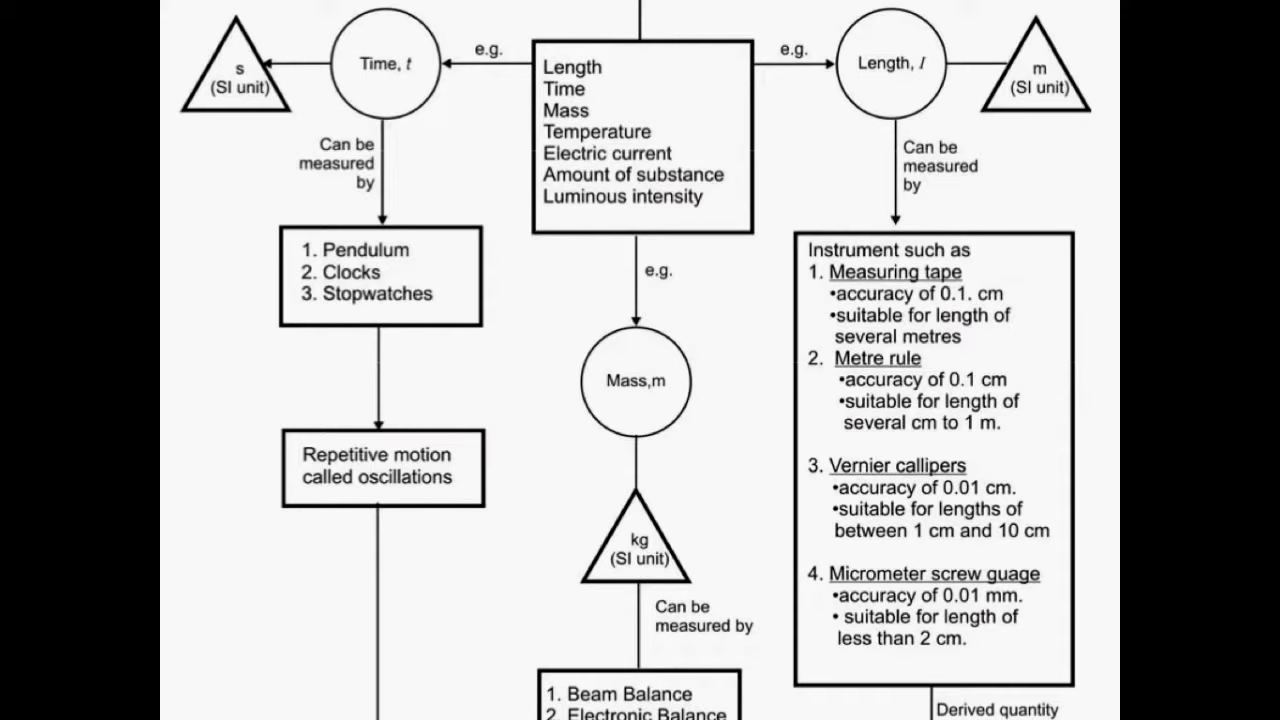 s
(SI unit)
Time, t
e.g.
Length
Time
Mass
Temperature
Electric current
Amount of substance
Luminous intensity
e.g.
Length, l
m
(SI unit)
Can be
measured
by
Can be
measured
by
1. Pendulum
2. Clocks
3. Stopwatches
e.g.
Instrument such as
1. Measuring tape
•accuracy of 0.1. cm
•suitable for length of
several metres
2. Metre rule
•accuracy of 0.1 cm
•suitable for length of
several cm to 1 m.
3. Vernier callipers
•accuracy of 0.01 cm.
•suitable for lengths of
between 1 cm and 10 cm
4. Micrometer screw guage
•accuracy of 0.01 mm.
• suitable for length of
less than 2 cm.
Mass,m
Repetitive motion
called oscillations
kg
(SI unit)
Can be
measured by
1. Beam Balance
2. Electronic Balance
Derived quantity